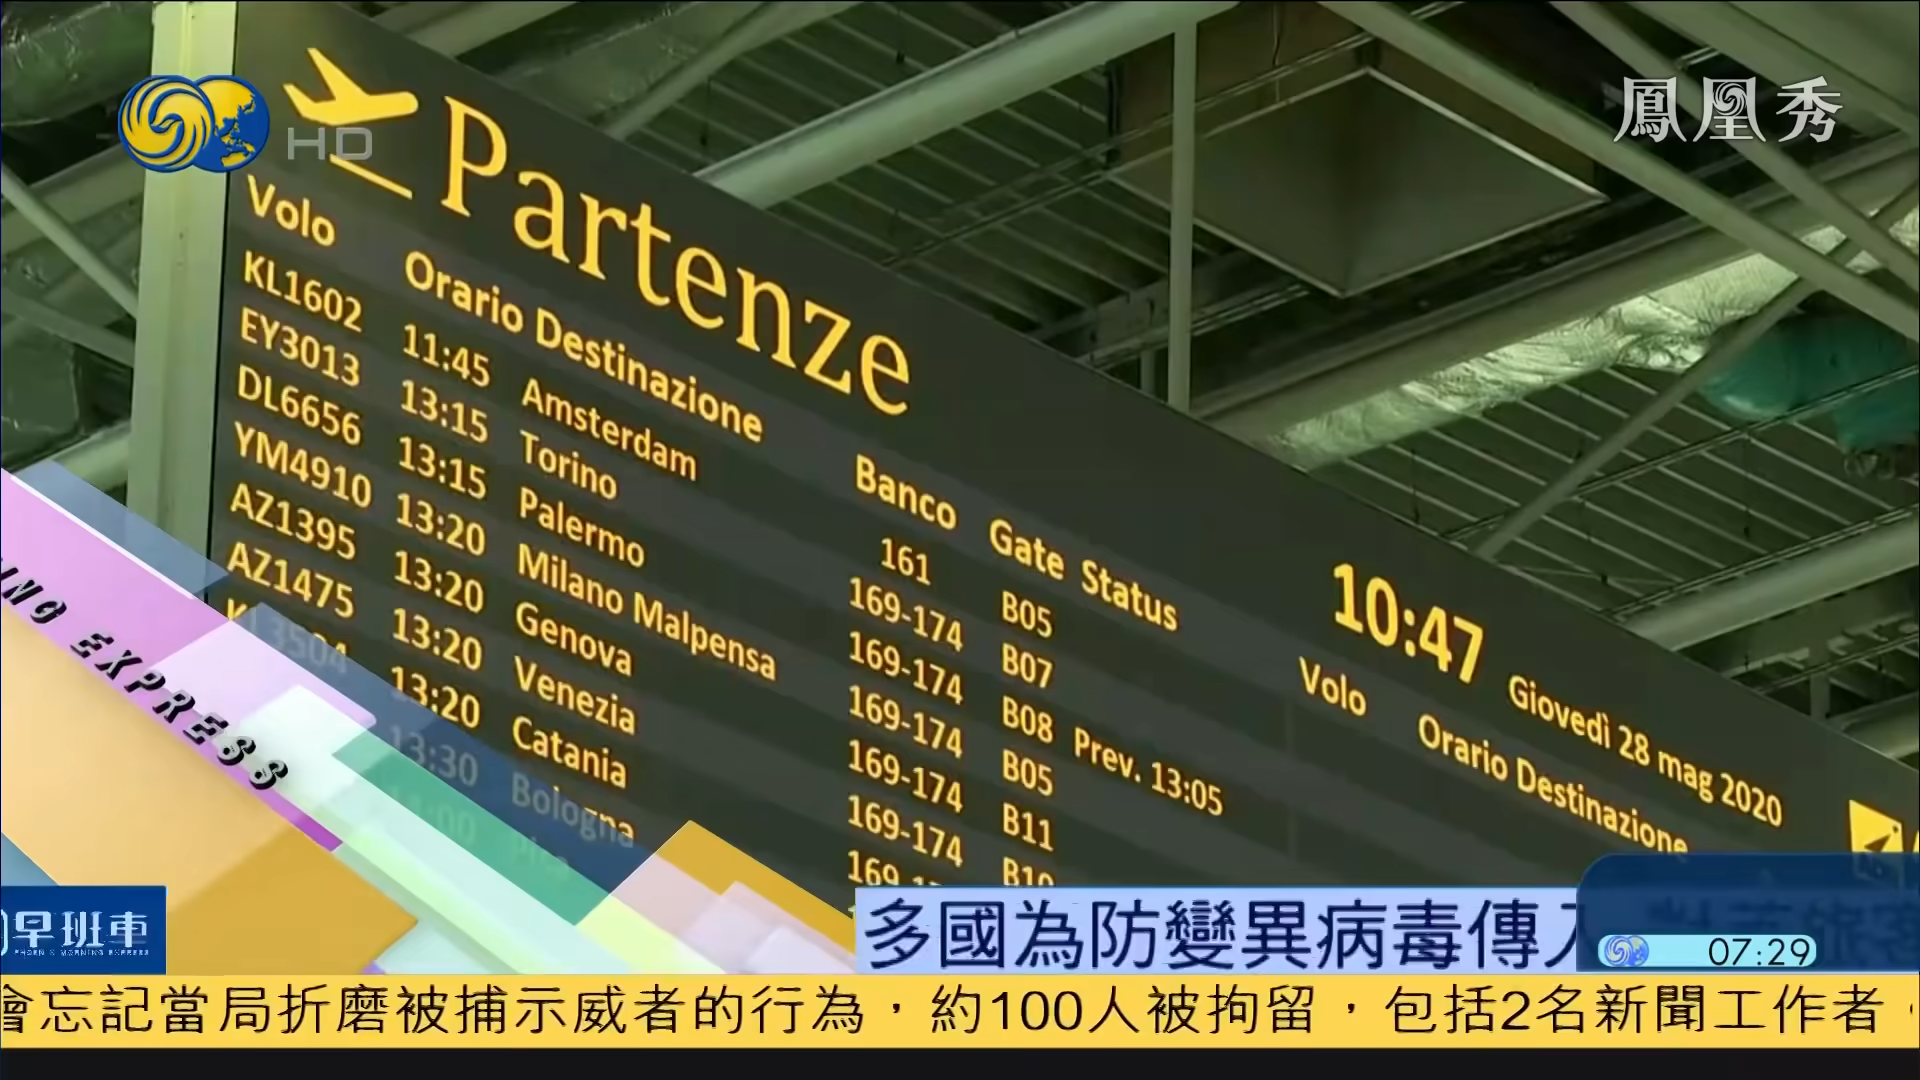 HD
鳳凰秀
Partenze
Volo Orario Destinazione Banco Gate Status
KL1602 11:45 Amsterdam 161 B05
EY3013 13:15 Torino 169-174 B07
DL6656 13:15 Palermo 169-174 B08 Prev. 13:05
YM4910 13:20 Milano Malpensa 169-174 B05
AZ1395 13:20 Genova 169-174 B11
AZ1475 13:20 Venezia 169-174 B10
13:20 Catania
13:30 Bologna
10:47 Giovedì 28 mag 2020
Volo Orario Destinazione
ING EXPRESS
早班車
多國為防變異病毒傳入
07:29
會忘記當局折磨被捕示威者的行為，約100人被拘留，包括2名新聞工作者。